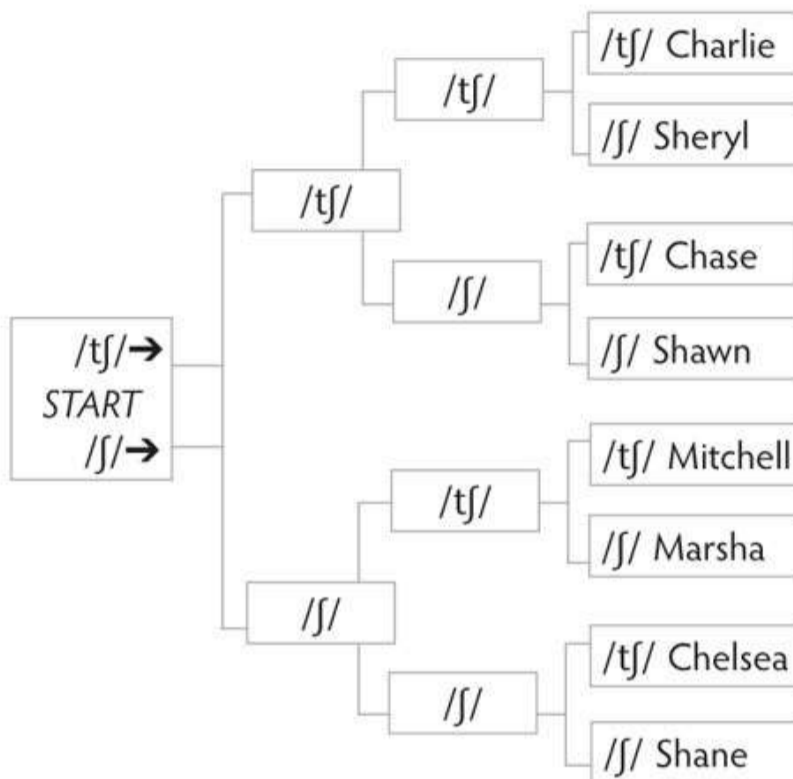 /tʃ/ Charlie
/tʃ/
/ʃ/ Sheryl
/tʃ/
/tʃ/ Chase
/ʃ/
/ʃ/ Shawn
/tʃ/➔
START
/ʃ/➔
/tʃ/ Mitchell
/tʃ/
/ʃ/ Marsha
/ʃ/
/tʃ/ Chelsea
/ʃ/
/ʃ/ Shane